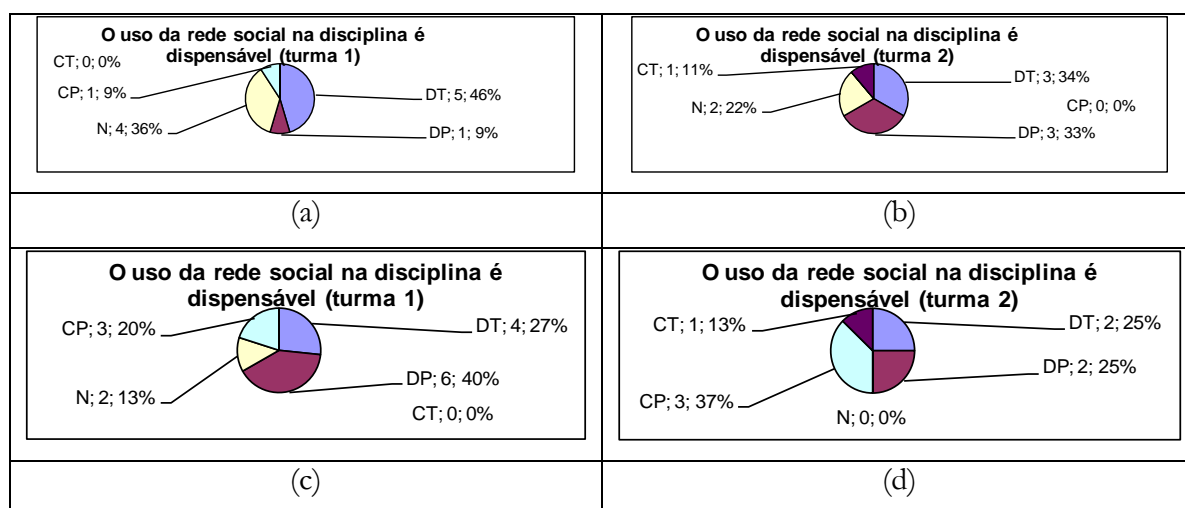 O uso da rede social na disciplina é
dispensável (turma 1)
CT; 0; 0%
CP; 1; 9%
N; 4; 36%
DT; 5; 46%
DP; 1; 9%
(a)
O uso da rede social na disciplina é
dispensável (turma 2)
CT; 1; 11%
N; 2; 22%
DT; 3; 34%
CP; 0; 0%
DP; 3; 33%
(b)
O uso da rede social na disciplina é
dispensável (turma 1)
CP; 3; 20%
N; 2; 13%
DT; 4; 27%
DP; 6; 40%
CT; 0; 0%
(c)
O uso da rede social na disciplina é
dispensável (turma 2)
CT; 1; 13%
CP; 3; 37%
N; 0; 0%
DT; 2; 25%
DP; 2; 25%
(d)